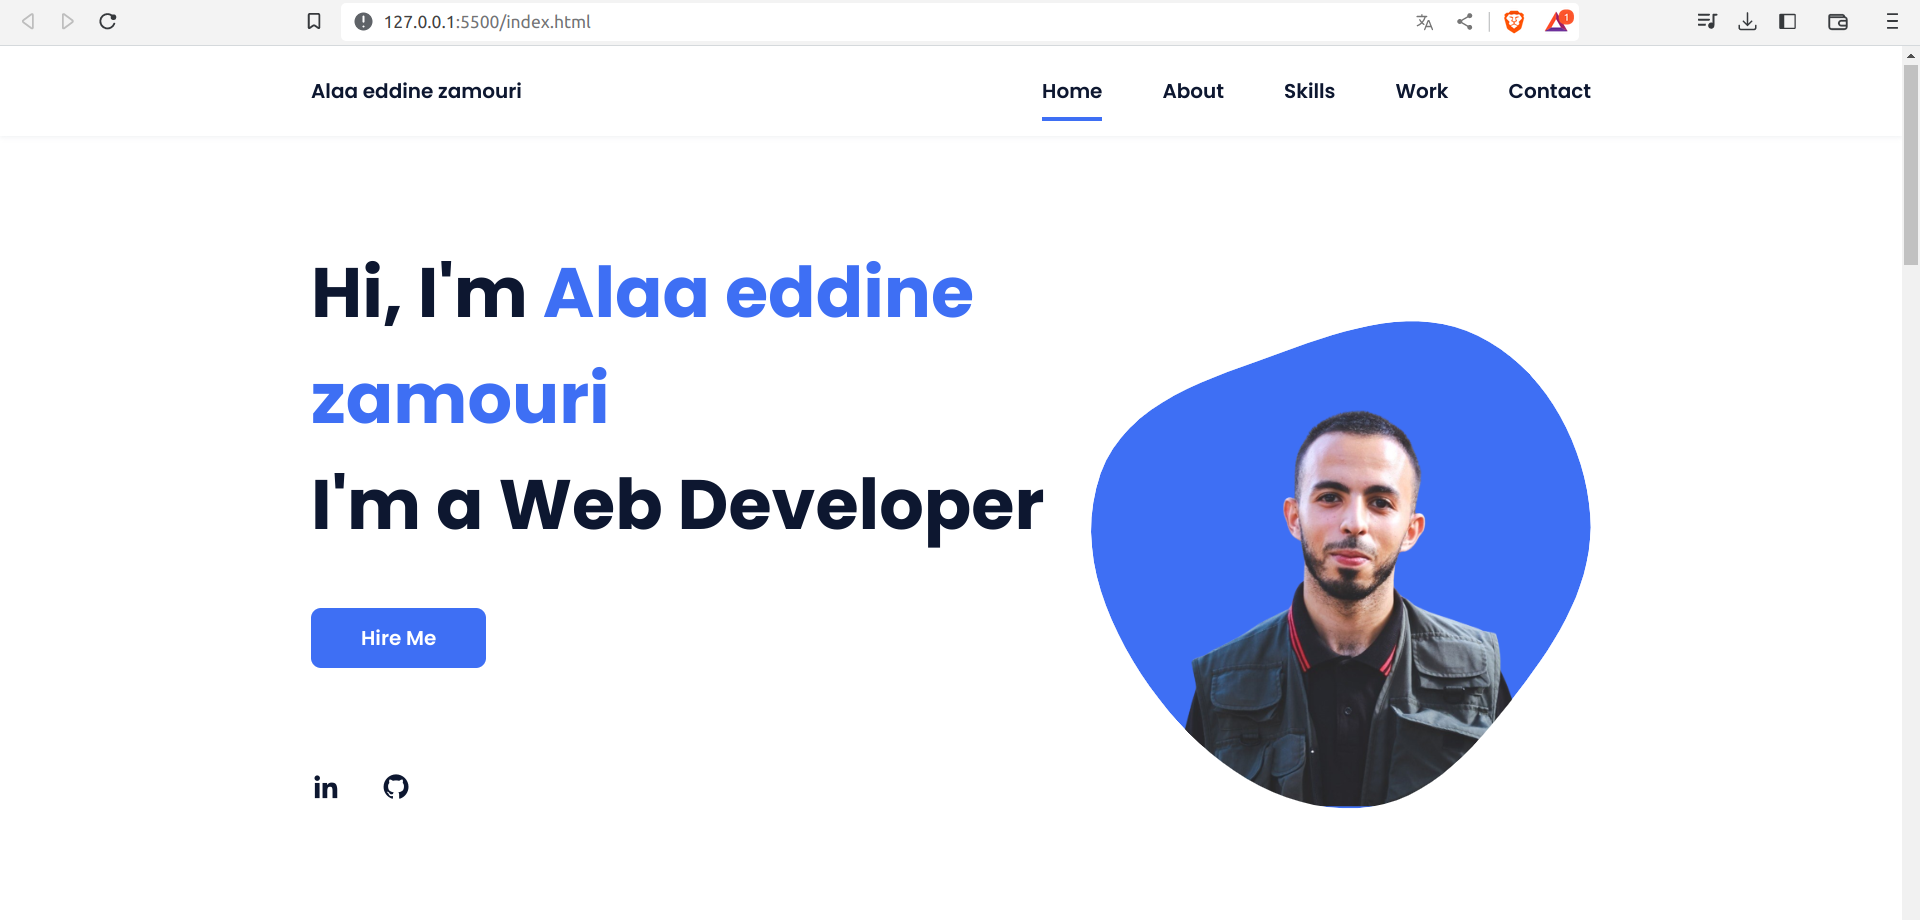 127.0.0.1:5500/index.html
1
Alaa eddine zamouri
Home About Skills Work Contact
Hi, I'm Alaa eddine
zamouri
I'm a Web Developer
Hire Me
in